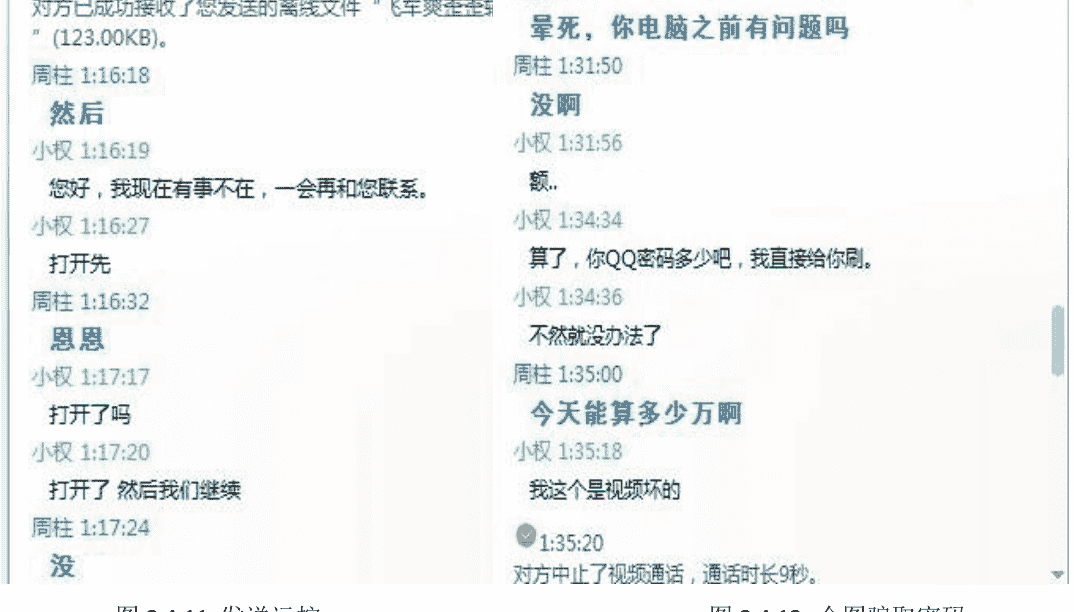 对方已成功接收了您发送的离线文件“飞车爽歪歪
”(123.00KB)。
周柱 1:16:18
然后
小权 1:16:19
您好，我现在有事不在，一会再和您联系。
小权 1:16:27
打开先
周柱 1:16:32
恩恩
小权 1:17:17
打开了吗
小权 1:17:20
打开了 然后我们继续
周柱 1:17:24
没
晕死，你电脑之前有问题吗
周柱 1:31:50
没啊
小权 1:31:56
额..
小权 1:34:34
算了，你QQ密码多少吧，我直接给你刷。
小权 1:34:36
不然就没办法了
周柱 1:35:00
今天能算多少万啊
小权 1:35:18
我这个是视频坏的
1:35:20
对方中止了视频通话，通话时长9秒。